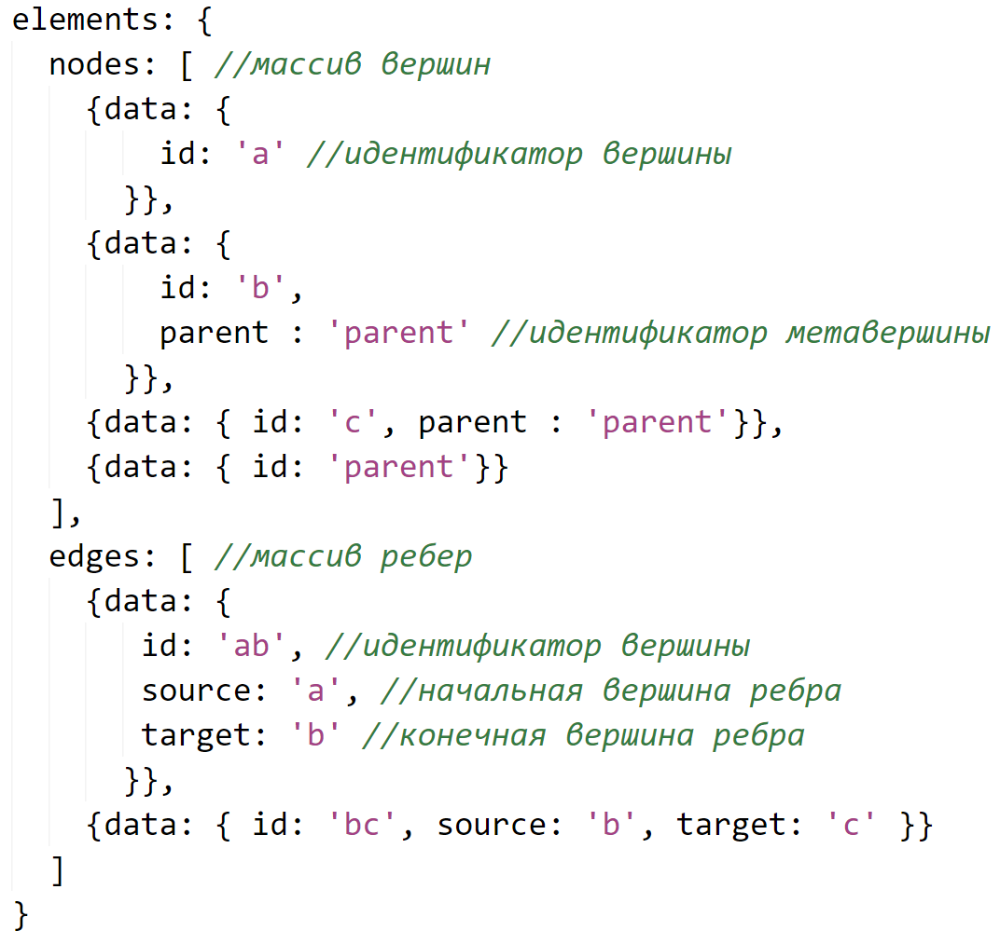 elements: {
  nodes: [ //массив вершин
    {data: {
        id: 'a' //идентификатор вершины
      }},
    {data: {
        id: 'b',
        parent : 'parent' //идентификатор метавершины
      }},
    {data: { id: 'c', parent : 'parent'}},
    {data: { id: 'parent'}}
  ],
  edges: [ //массив ребер
    {data: {
       id: 'ab', //идентификатор вершины
       source: 'a', //начальная вершина ребра
       target: 'b' //конечная вершина ребра
      }},
    {data: { id: 'bc', source: 'b', target: 'c' }}
  ]
}